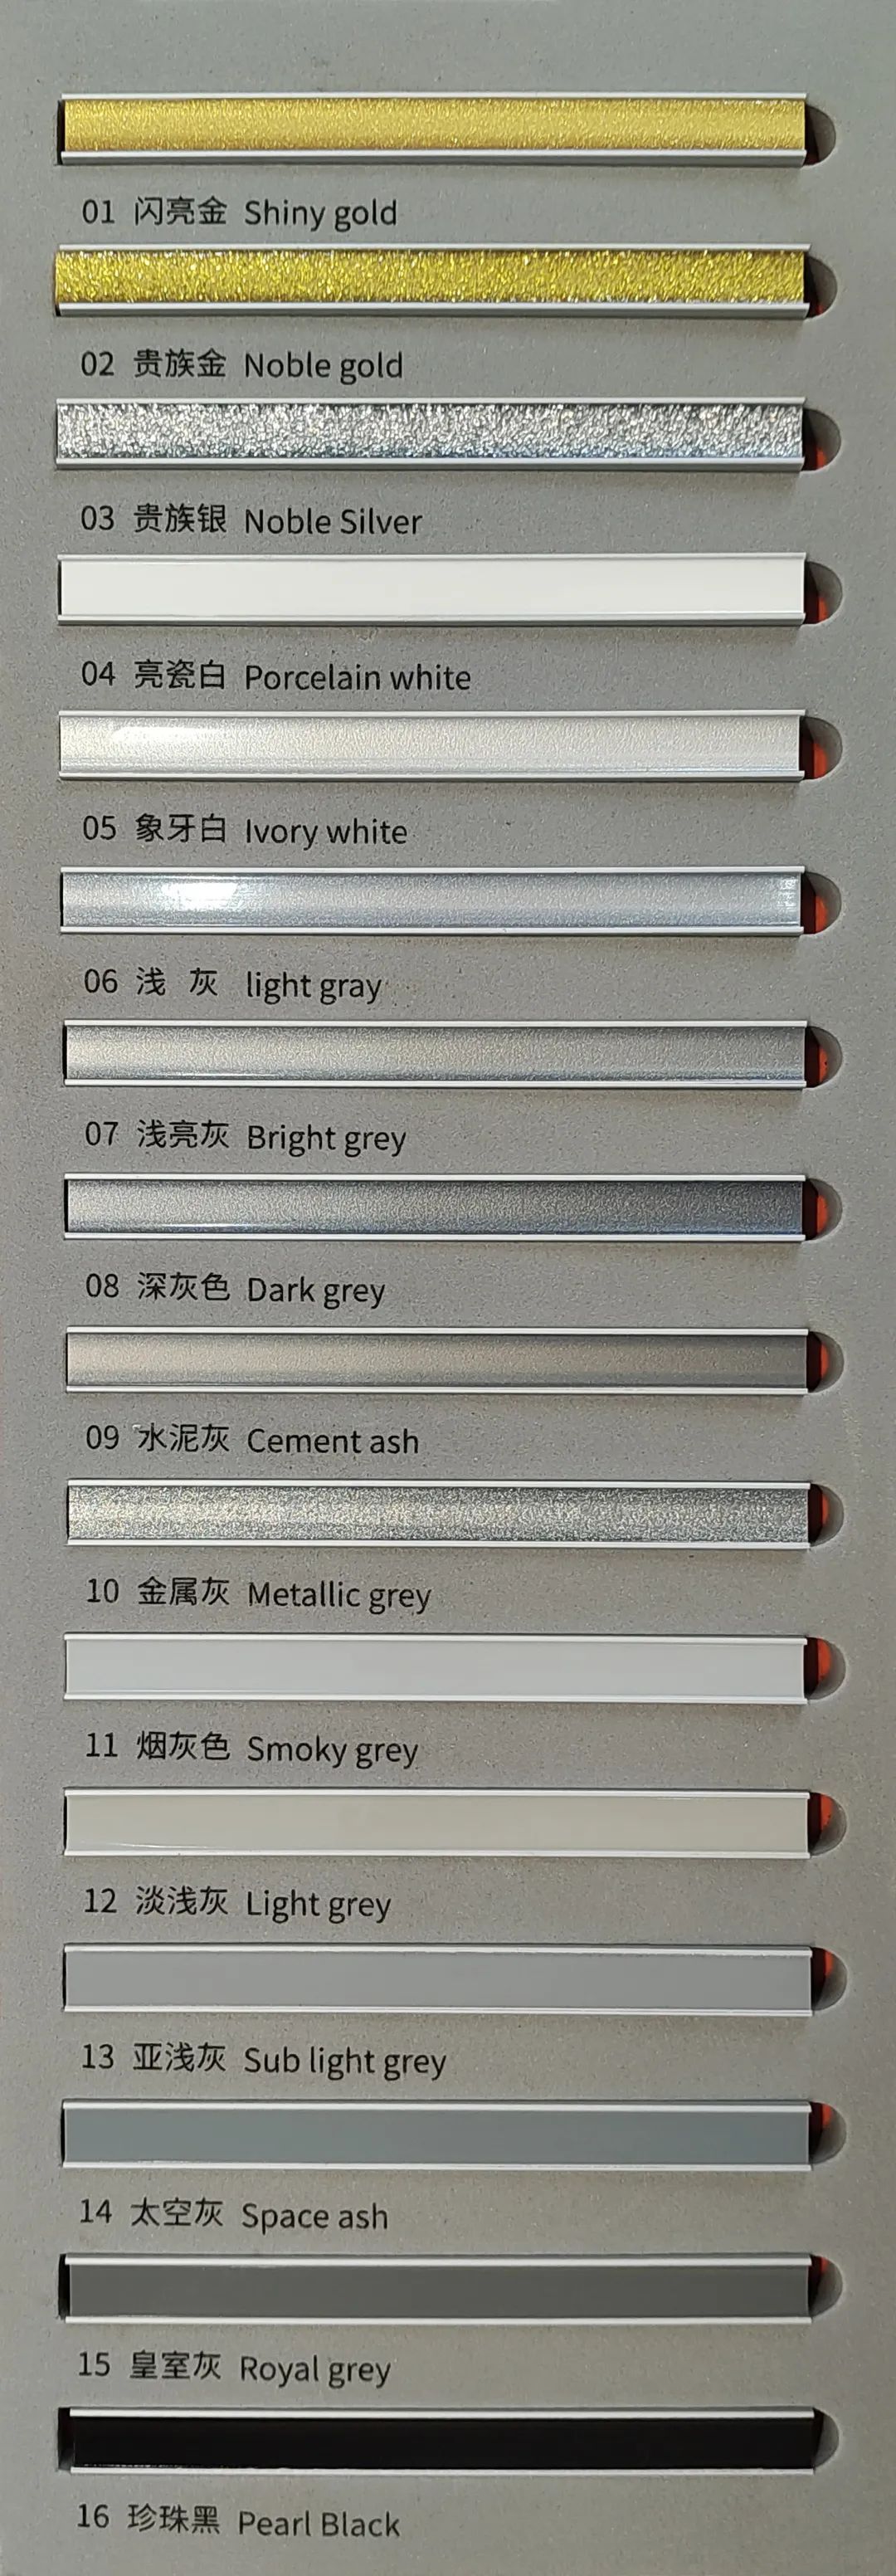 01 闪亮金 Shiny gold
02 贵族金 Noble gold
03 贵族银 Noble Silver
04 亮瓷白 Porcelain white
05 象牙白 Ivory white
06 浅 灰 light gray
07 浅亮灰 Bright grey
08 深灰色 Dark grey
09 水泥灰 Cement ash
10 金属灰 Metallic grey
11 烟灰色 Smoky grey
12 淡浅灰 Light grey
13 亚浅灰 Sub light grey
14 太空灰 Space ash
15 皇室灰 Royal grey
16 珍珠黑 Pearl Black